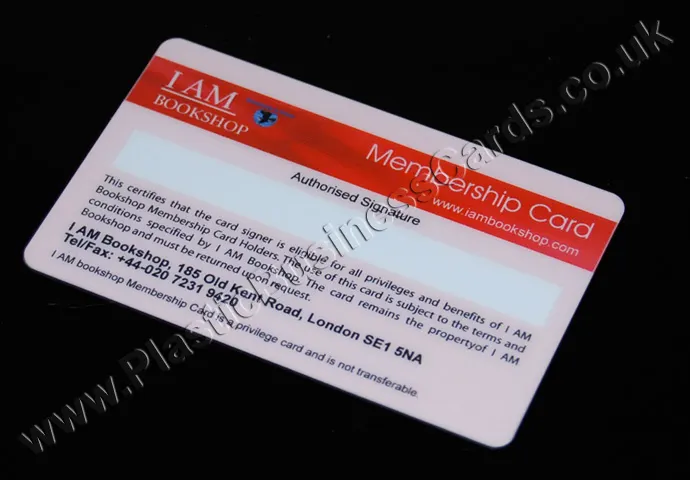 I AM
BOOKSHOP
Membership Card
www.iambookshop.com
Authorised Signature
This certifies that the card signer is eligible for all privileges and benefits of I AM
Bookshop Membership Card Holders. The use of this card is subject to the terms and
conditions specified by I AM Bookshop. The card remains the propertyof I AM
Bookshop and must be returned upon request.
I AM Bookshop, 185 Old Kent Road, London SE1 5NA
Tel/Fax: +44-020 7231 9420
I AM bookshop Membership Card is a privilege card and is not transferable.
www.PlasticBusinessCards.co.uk